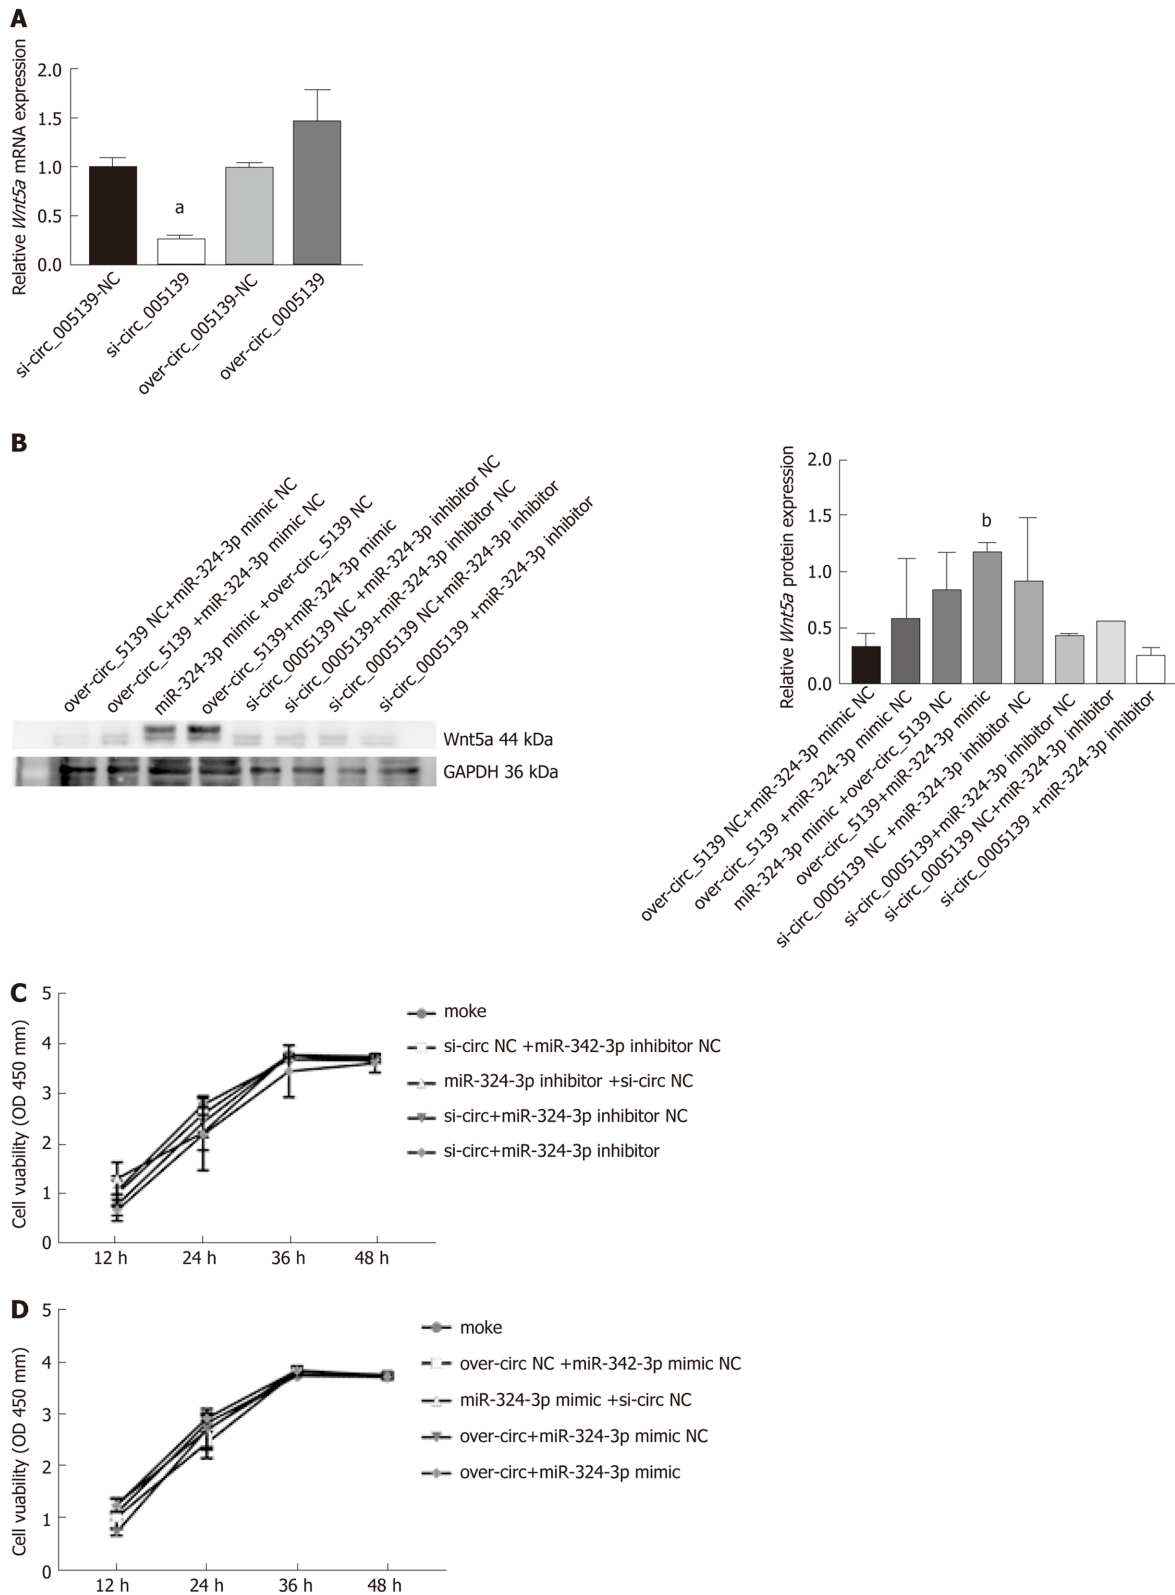 A
Relative Wnt5a mRNA expression
2.0
1.5
1.0
0.5
0.0
a
si-circ_005139-NC
si-circ_005139
over-circ_005139-NC
over-circ_0005139
B
over-circ_5139 NC+miR-324-3p mimic NC
over-circ_5139 +miR-324-3p mimic NC
miR-324-3p mimic +over-circ_5139 NC
over-circ_5139+miR-324-3p mimic
si-circ_0005139 NC +miR-324-3p inhibitor NC
si-circ_0005139+miR-324-3p inhibitor NC
si-circ_0005139 NC+miR-324-3p inhibitor
si-circ_0005139 +miR-324-3p inhibitor
Wnt5a 44 kDa
GAPDH 36 kDa
Relative Wnt5a protein expression
2.0
1.5
1.0
0.5
0.0
b
over-circ_5139 NC+miR-324-3p mimic NC
over-circ_5139 +miR-324-3p mimic NC
miR-324-3p mimic +over-circ_5139 NC
over-circ_5139+miR-324-3p mimic
si-circ_0005139 NC +miR-324-3p inhibitor NC
si-circ_0005139+miR-324-3p inhibitor NC
si-circ_0005139 NC+miR-324-3p inhibitor
si-circ_0005139 +miR-324-3p inhibitor
C
Cell vuability (OD 450 mm)
5
4
3
2
1
0
12 h
24 h
36 h
48 h
moke
si-circ NC +miR-342-3p inhibitor NC
miR-324-3p inhibitor +si-circ NC
si-circ+miR-324-3p inhibitor NC
si-circ+miR-324-3p inhibitor
D
Cell vuability (OD 450 mm)
5
4
3
2
1
0
12 h
24 h
36 h
48 h
moke
over-circ NC +miR-342-3p mimic NC
miR-324-3p mimic +si-circ NC
over-circ+miR-324-3p mimic NC
over-circ+miR-324-3p mimic